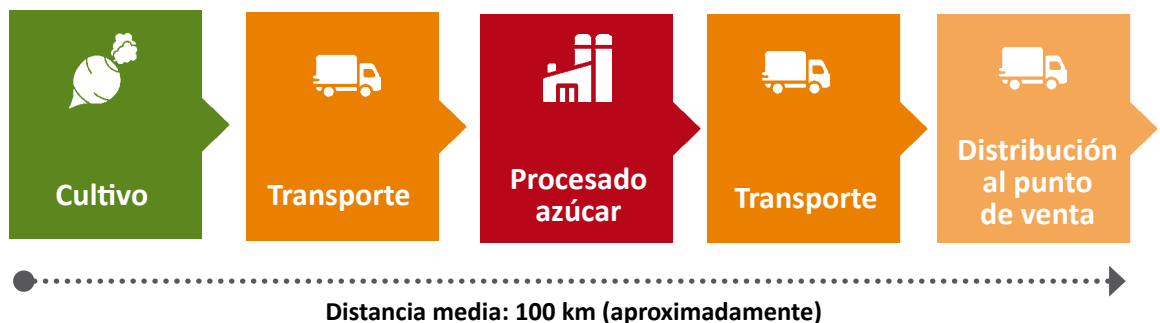 Cultivo
Transporte
Procesado
azúcar
Transporte
Distribución
al punto
de venta
Distancia media: 100 km (aproximadamente)